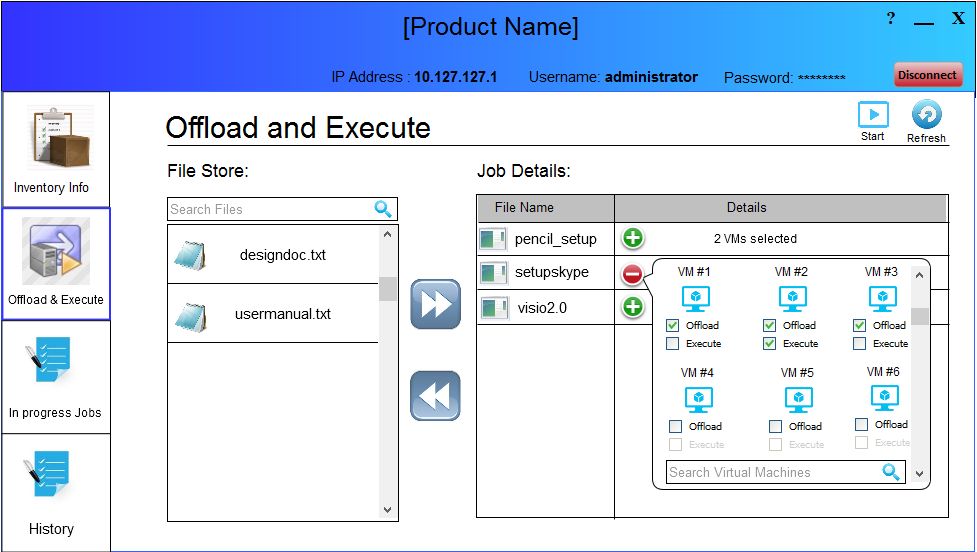 [Product Name]
? __ X
IP Address : 10.127.127.1 Username: administrator Password: ********
Disconnect
Inventory Info
Offload & Execute
In progress Jobs
History
Offload and Execute
Start
Refresh
File Store:
Search Files
designdoc.txt
usermanual.txt
Job Details:
File Name Details
pencil_setup 2 VMs selected
setupskype
visio2.0
VM #1 VM #2 VM #3
Offload Offload Offload
Execute Execute Execute
VM #4 VM #5 VM #6
Offload Offload Offload
Execute Execute Execute
Search Virtual Machines